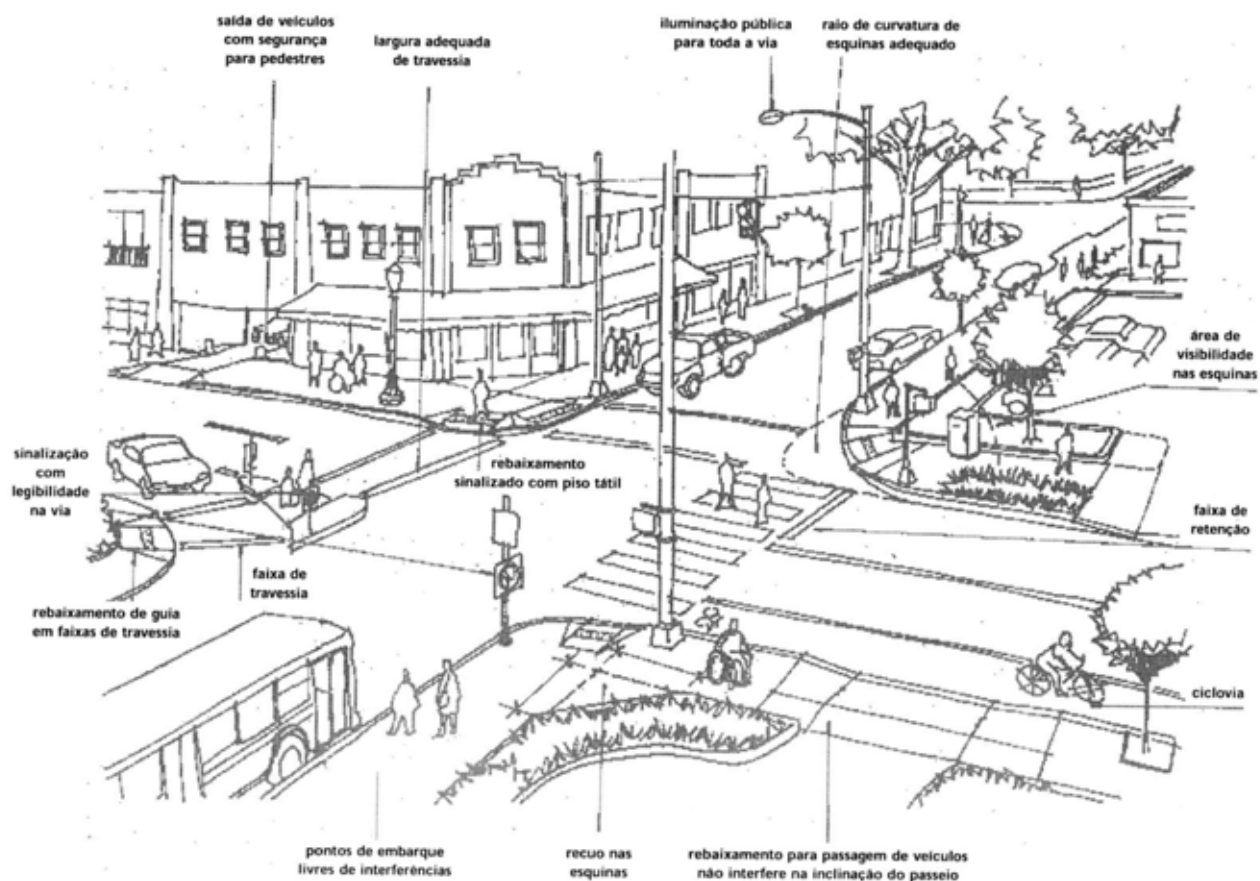 saída de veículos
com segurança
para pedestres
largura adequada
de travessia
iluminação pública
para toda a via
raio de curvatura de
esquinas adequado
área de
visibilidade
nas esquinas
sinalização
com
legibilidade
na via
rebaixamento
sinalizado com piso tátil
faixa de
retenção
faixa de
travessia
rebaixamento de guia
em faixas de travessia
ciclovia
pontos de embarque
livres de interferências
recuo nas
esquinas
rebaixamento para passagem de veículos
não interfere na inclinação do passeio